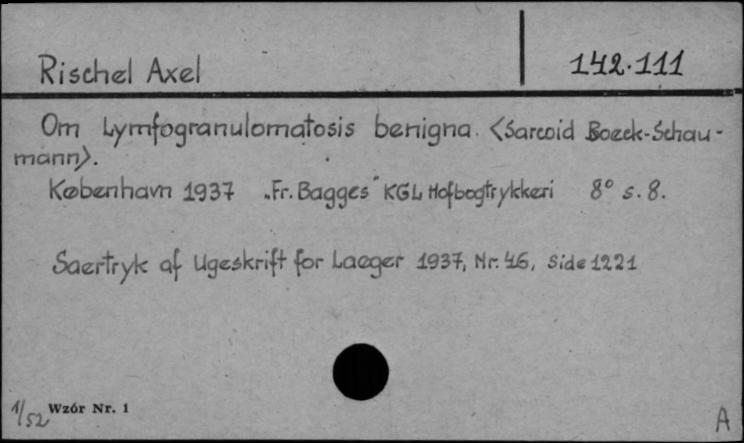 Rischel Axel 142.111
Om Lymfogranulomatosis benigna. <Sarcoid Boeck-Schau-
mann>.
København 1937 „Fr. Bagges" KGL Hofbogtrykkeri 8° s. 8.
Saertryk af Ugeskrift for Laeger 1937, Nr. 46, Side 1221
1/52 Wzór Nr. 1
A